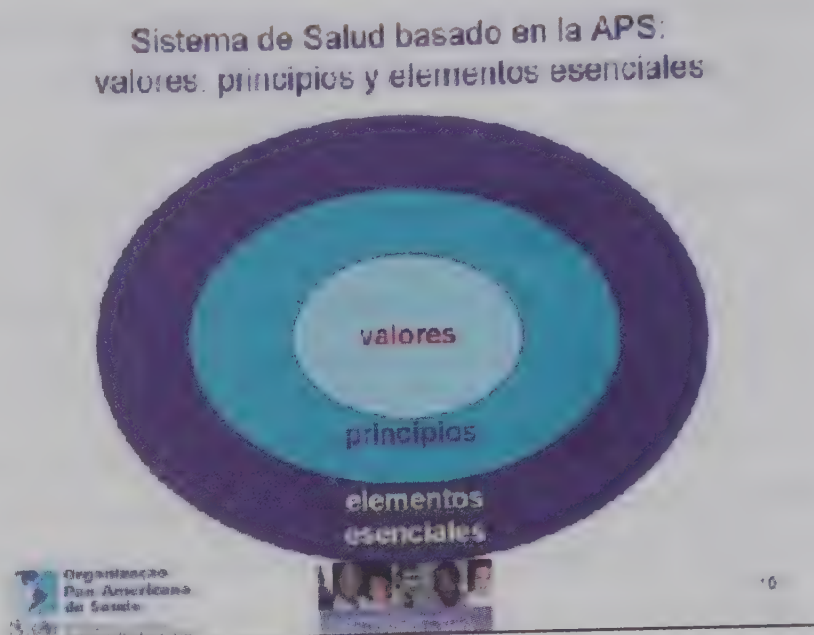 Sistema de Salud basado en la APS:
valores, principios y elementos esenciales
valores
principios
elementos
esenciales
Organização
Pan Americana
da Saúde